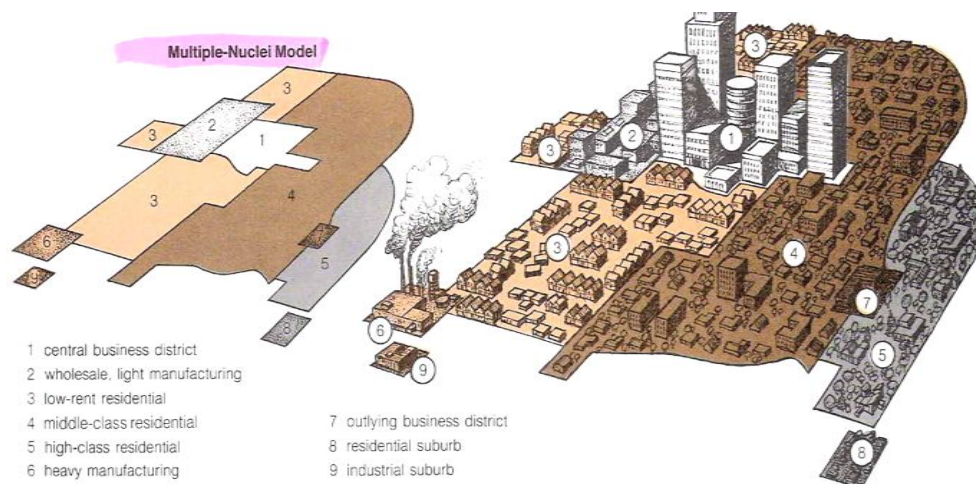 Multiple-Nuclei Model
3
3
2
1
3
4
6
5
8
3
3
2
1
3
4
7
6
5
9
8
1 central business district
2 wholesale, light manufacturing
3 low-rent residential
4 middle-class residential
5 high-class residential
6 heavy manufacturing
7 outlying business district
8 residential suburb
9 industrial suburb